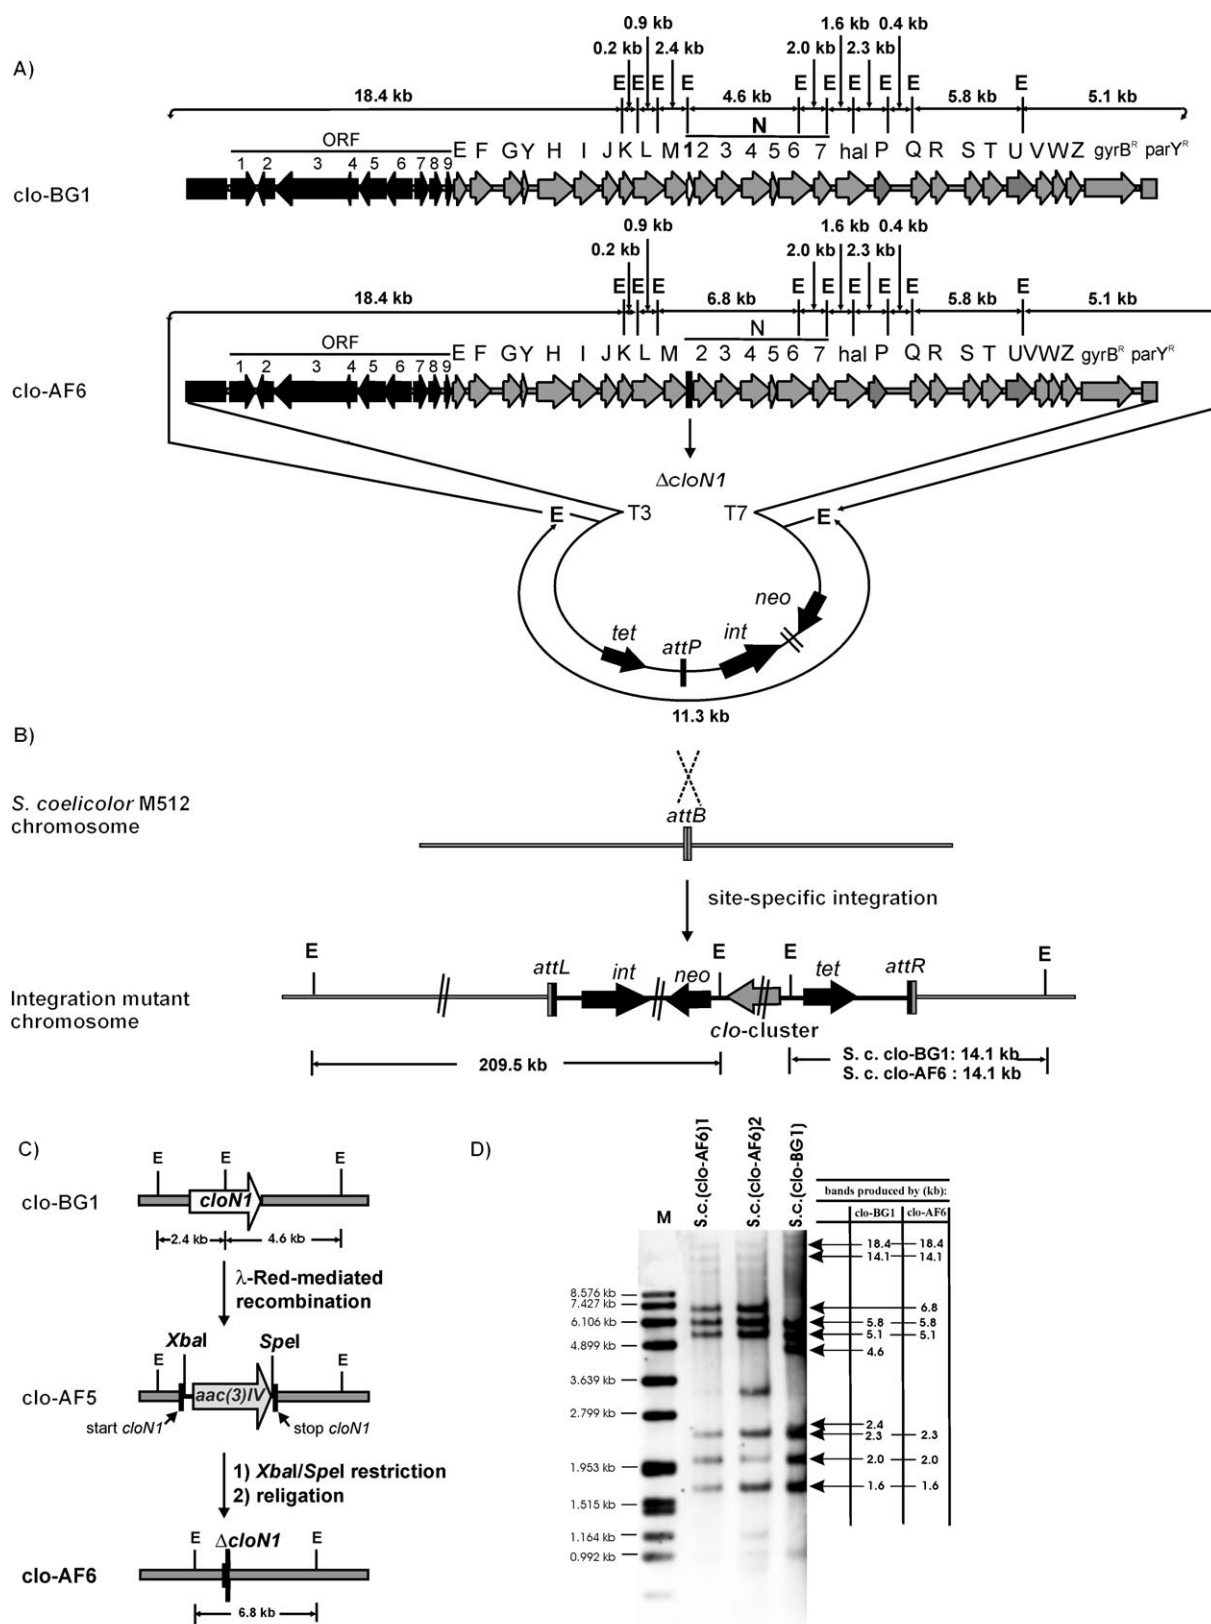 A)
0.9 kb 1.6 kb 0.4 kb
0.2 kb 2.4 kb 2.0 kb 2.3 kb
E E E E E E E E E E
18.4 kb 4.6 kb 5.8 kb 5.1 kb
ORF N
1 2 3 4 5 6 7 8 9 E F G Y H I J K L M 1 2 3 4 5 6 7 hal P Q R S T U V W Z gyrBᴿ parYᴿ
clo-BG1
0.9 kb 1.6 kb 0.4 kb
0.2 kb 2.0 kb 2.3 kb
E E E E E E E E E
18.4 kb 6.8 kb 5.8 kb 5.1 kb
ORF N
1 2 3 4 5 6 7 8 9 E F G Y H I J K L M 2 3 4 5 6 7 hal P Q R S T U V W Z gyrBᴿ parYᴿ
clo-AF6
ΔcloN1
E T3 T7 E
neo
tet attP int
11.3 kb
B)
S. coelicolor M512
chromosome
attB
site-specific integration
E E E E
attL int neo tet attR
Integration mutant
chromosome
clo-cluster
209.5 kb
S. c. clo-BG1: 14.1 kb
S. c. clo-AF6 : 14.1 kb
C)
E E E
clo-BG1
cloN1
2.4 kb 4.6 kb
λ-Red-mediated
recombination
XbaI SpeI
E E
clo-AF5
aac(3)IV
start cloN1 stop cloN1
1) XbaI/SpeI restriction
2) religation
E ΔcloN1 E
clo-AF6
6.8 kb
D)
M S.c.(clo-AF6)1 S.c.(clo-AF6)2 S.c.(clo-BG1)
bands produced by (kb):
clo-BG1 clo-AF6
18.4 18.4
14.1 14.1
6.8
5.8 5.8
5.1 5.1
4.6
2.4
2.3 2.3
2.0 2.0
1.6 1.6
8.576 kb
7.427 kb
6.106 kb
4.899 kb
3.639 kb
2.799 kb
1.953 kb
1.515 kb
1.164 kb
0.992 kb